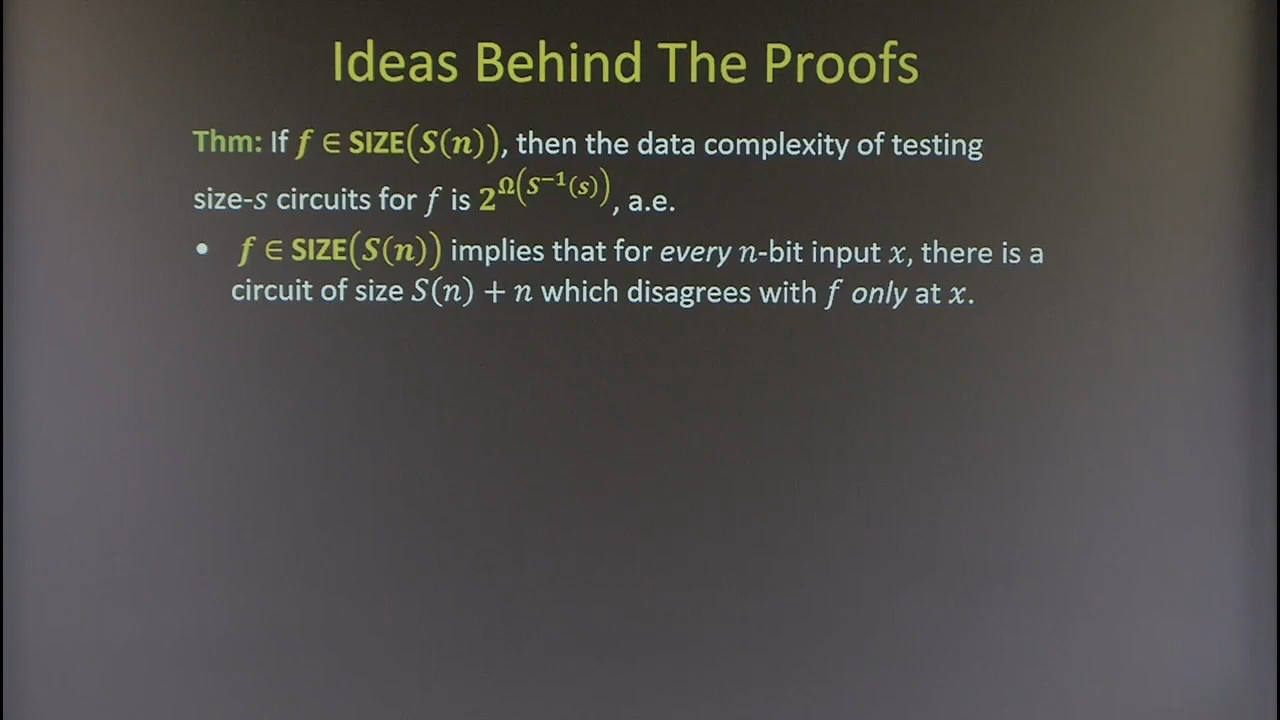 Ideas Behind The Proofs
Thm: If f ∈ SIZE(S(n)), then the data complexity of testing
size-s circuits for f is 2^Ω(S⁻¹(s)), a.e.
• f ∈ SIZE(S(n)) implies that for every n-bit input x, there is a
circuit of size S(n) + n which disagrees with f only at x.